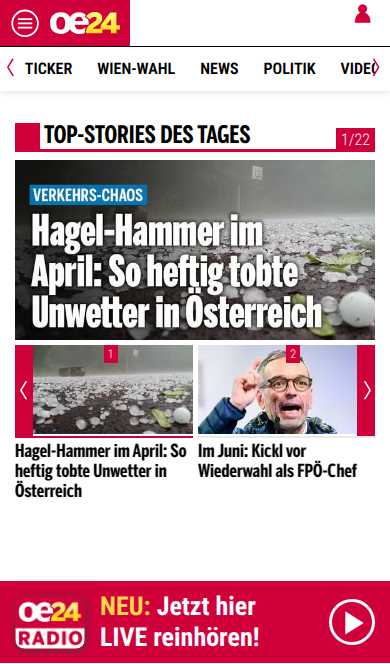 oe24
TICKER WIEN-WAHL NEWS POLITIK VIDEO
TOP-STORIES DES TAGES
1/22
VERKEHRS-CHAOS
Hagel-Hammer im
April: So heftig tobte
Unwetter in Österreich
1
2
Hagel-Hammer im April: So
heftig tobte Unwetter in
Österreich
Im Juni: Kickl vor
Wiederwahl als FPÖ-Chef
oe24
RADIO
NEU: Jetzt hier
LIVE reinhören!